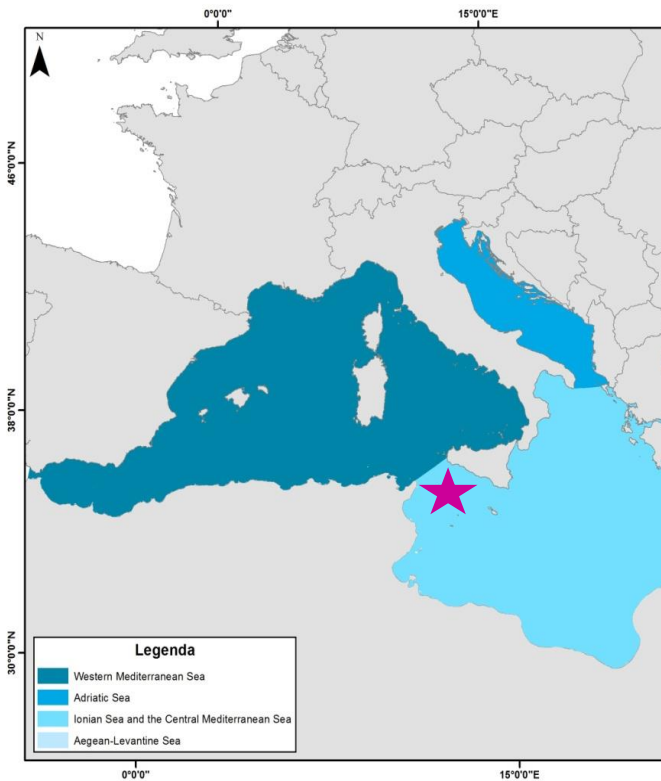 0°0'0"
15°0'0"E
N
46°0'0"N
38°0'0"N
30°0'0"N
Legenda
Western Mediterranean Sea
Adriatic Sea
Ionian Sea and the Central Mediterranean Sea
Aegean-Levantine Sea
0°0'0"
15°0'0"E